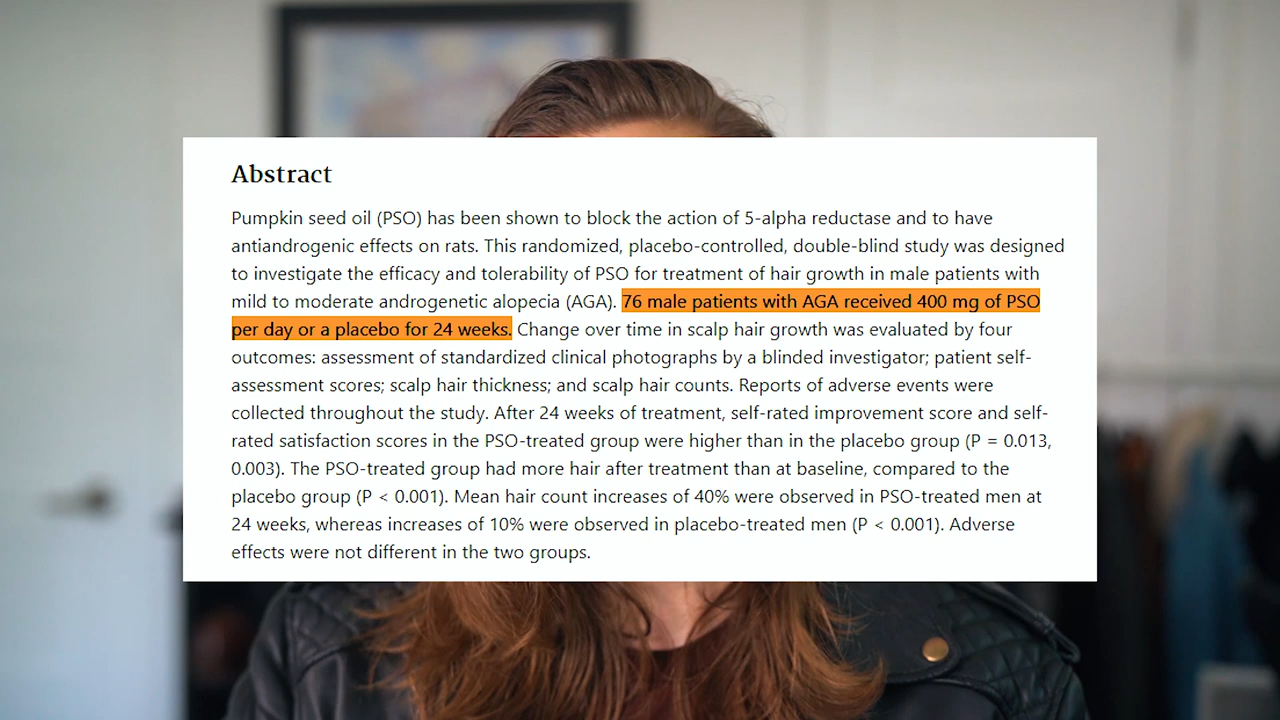 Abstract
Pumpkin seed oil (PSO) has been shown to block the action of 5-alpha reductase and to have
antiandrogenic effects on rats. This randomized, placebo-controlled, double-blind study was designed
to investigate the efficacy and tolerability of PSO for treatment of hair growth in male patients with
mild to moderate androgenetic alopecia (AGA). 76 male patients with AGA received 400 mg of PSO
per day or a placebo for 24 weeks. Change over time in scalp hair growth was evaluated by four
outcomes: assessment of standardized clinical photographs by a blinded investigator; patient self-
assessment scores; scalp hair thickness; and scalp hair counts. Reports of adverse events were
collected throughout the study. After 24 weeks of treatment, self-rated improvement score and self-
rated satisfaction scores in the PSO-treated group were higher than in the placebo group (P = 0.013,
0.003). The PSO-treated group had more hair after treatment than at baseline, compared to the
placebo group (P < 0.001). Mean hair count increases of 40% were observed in PSO-treated men at
24 weeks, whereas increases of 10% were observed in placebo-treated men (P < 0.001). Adverse
effects were not different in the two groups.